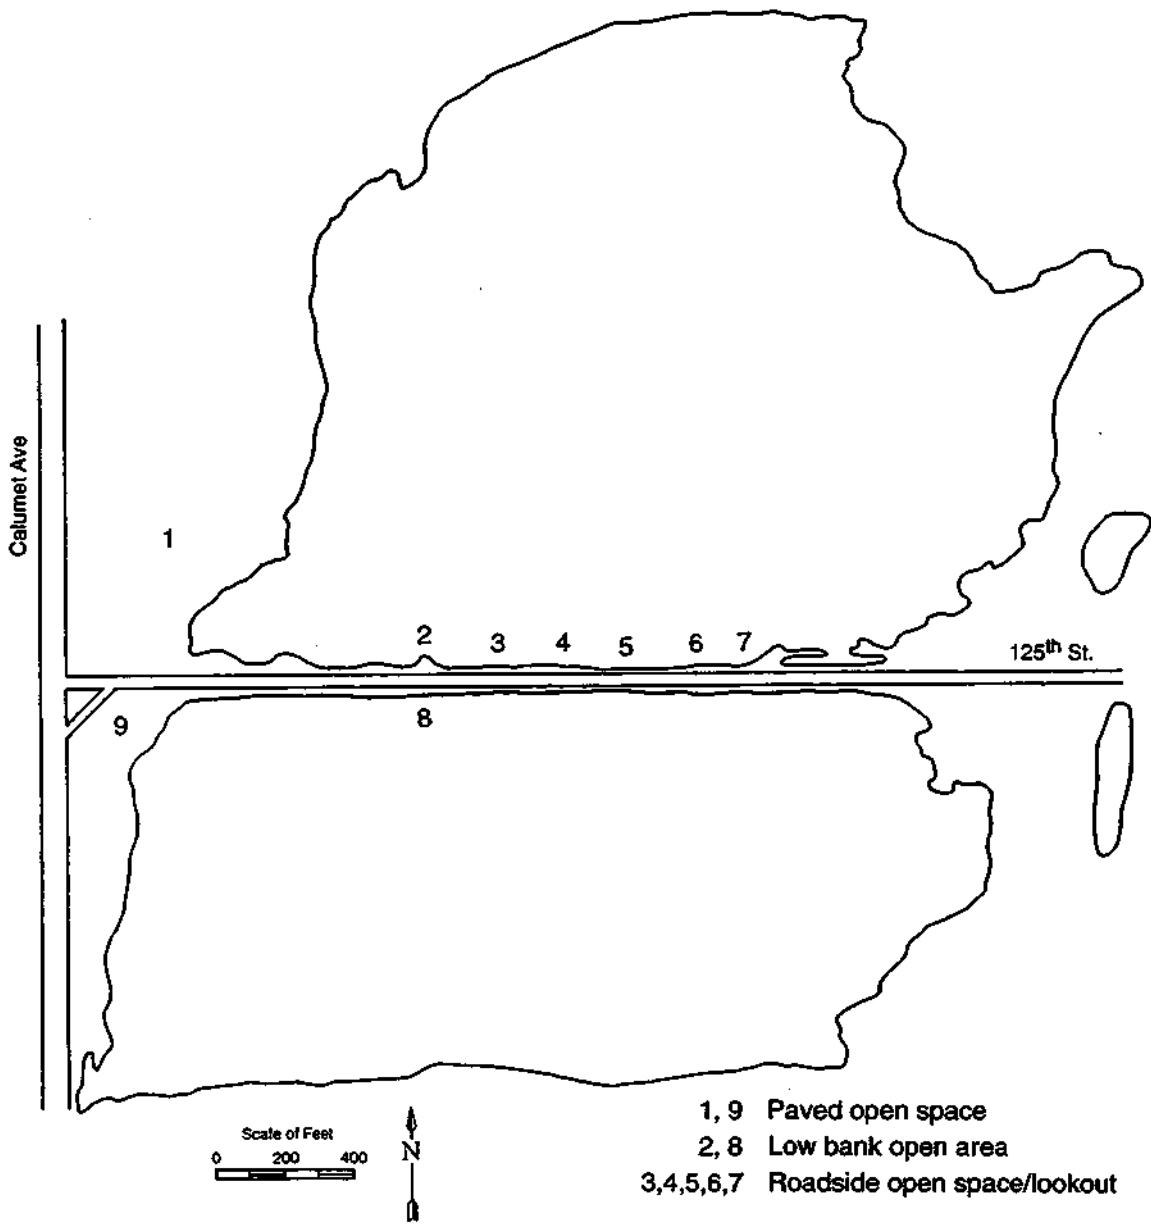 Calumet Ave
1
2
3
4
5
6
7
125th St.
9
8
Scale of Feet
0 200 400
N
1, 9 Paved open space
2, 8 Low bank open area
3,4,5,6,7 Roadside open space/lookout